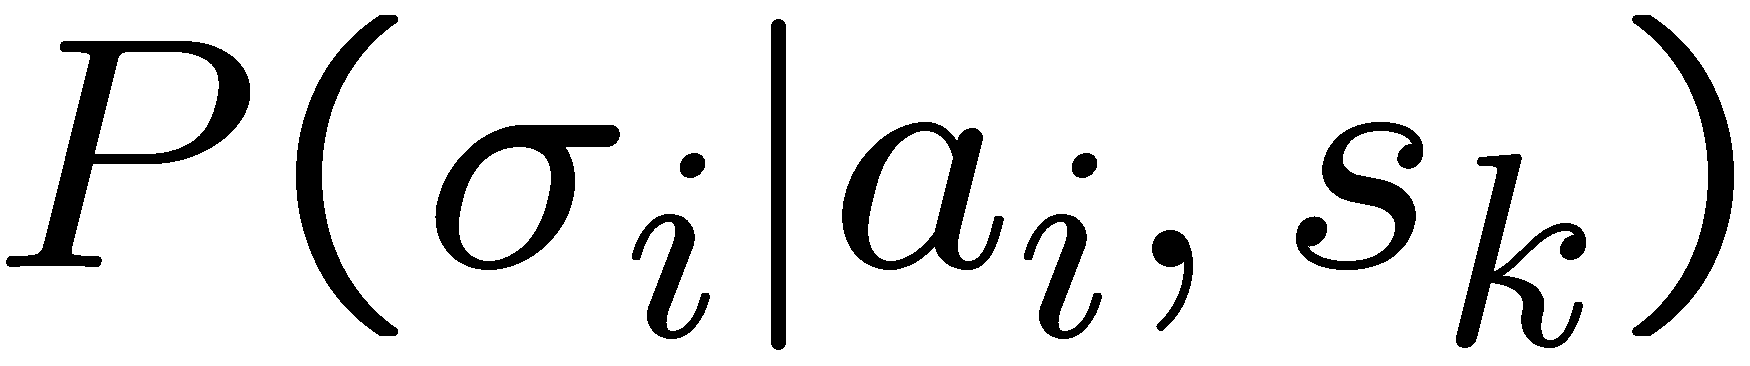 P(σ_i|a_i, s_k)